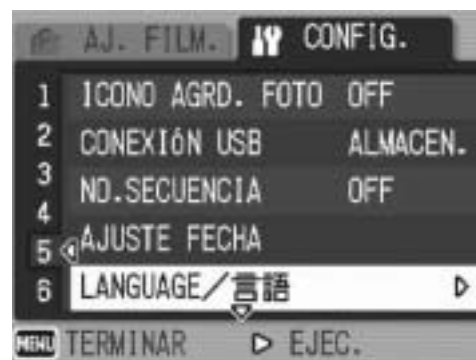 AJ. FILM. CONFIG.
1 ICONO AGRD. FOTO OFF
2 CONEXIÓN USB ALMACEN.
3 NO.SECUENCIA OFF
4
5 AJUSTE FECHA
6 LANGUAGE/言語
MENU TERMINAR EJEC.